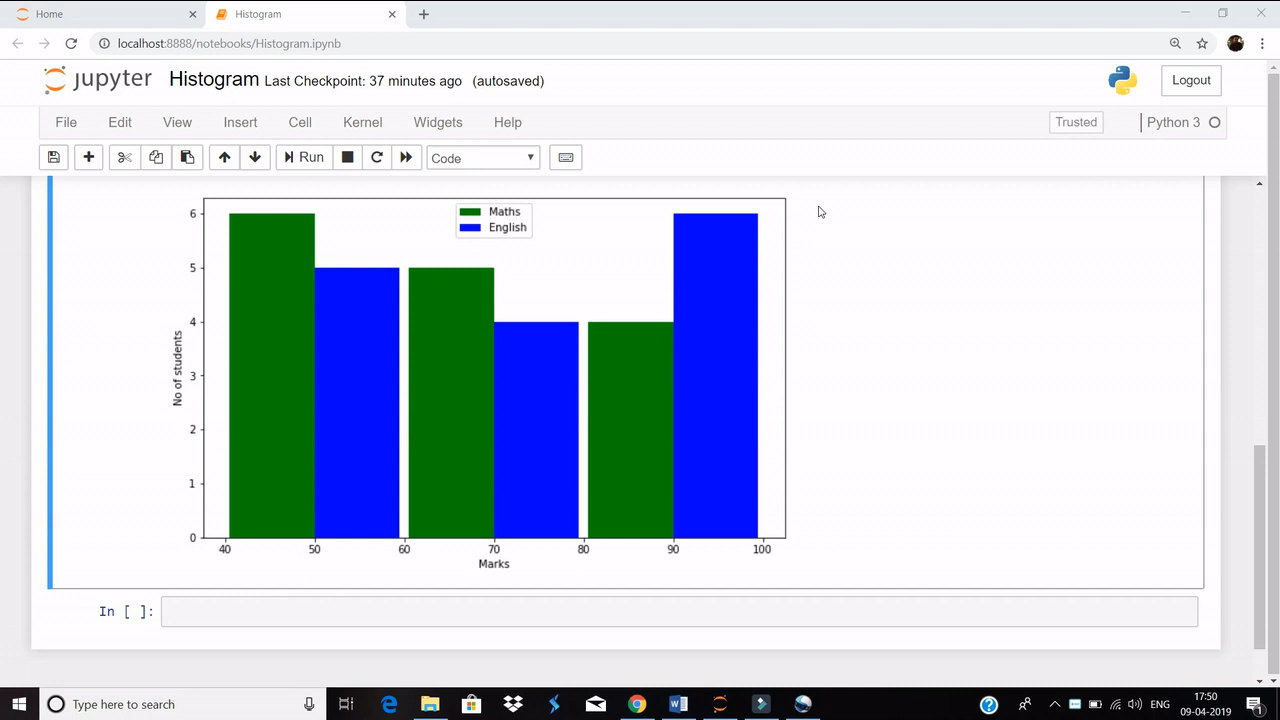 Home
Histogram
localhost:8888/notebooks/Histogram.ipynb
jupyter Histogram Last Checkpoint: 37 minutes ago (autosaved)
Logout
File Edit View Insert Cell Kernel Widgets Help
Trusted Python 3
Run Code
Maths
English
6
5
4
3
2
1
0
No of students
40 50 60 70 80 90 100
Marks
In [ ]:
Type here to search
ENG
17:50
09-04-2019
1